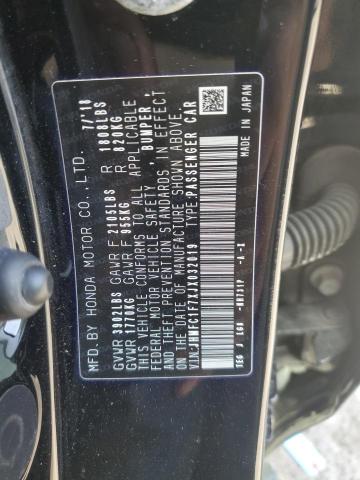 MFD.BY HONDA MOTOR CO.,LTD. 7/'18
GVWR 3902LBS GAWR F 2105LBS R 1808LBS
GVWR 1770KG GAWR F 955KG R 820KG
THIS VEHICLE CONFORMS TO ALL APPLICABLE
FEDERAL MOTOR VEHICLE SAFETY, BUMPER,
AND THEFT PREVENTION STANDARDS IN EFFECT
ON THE DATE OF MANUFACTURE SHOWN ABOVE.
V.I.N:JHMFC1F7XJX032019 TYPE:PASSENGER CAR
MADE IN JAPAN